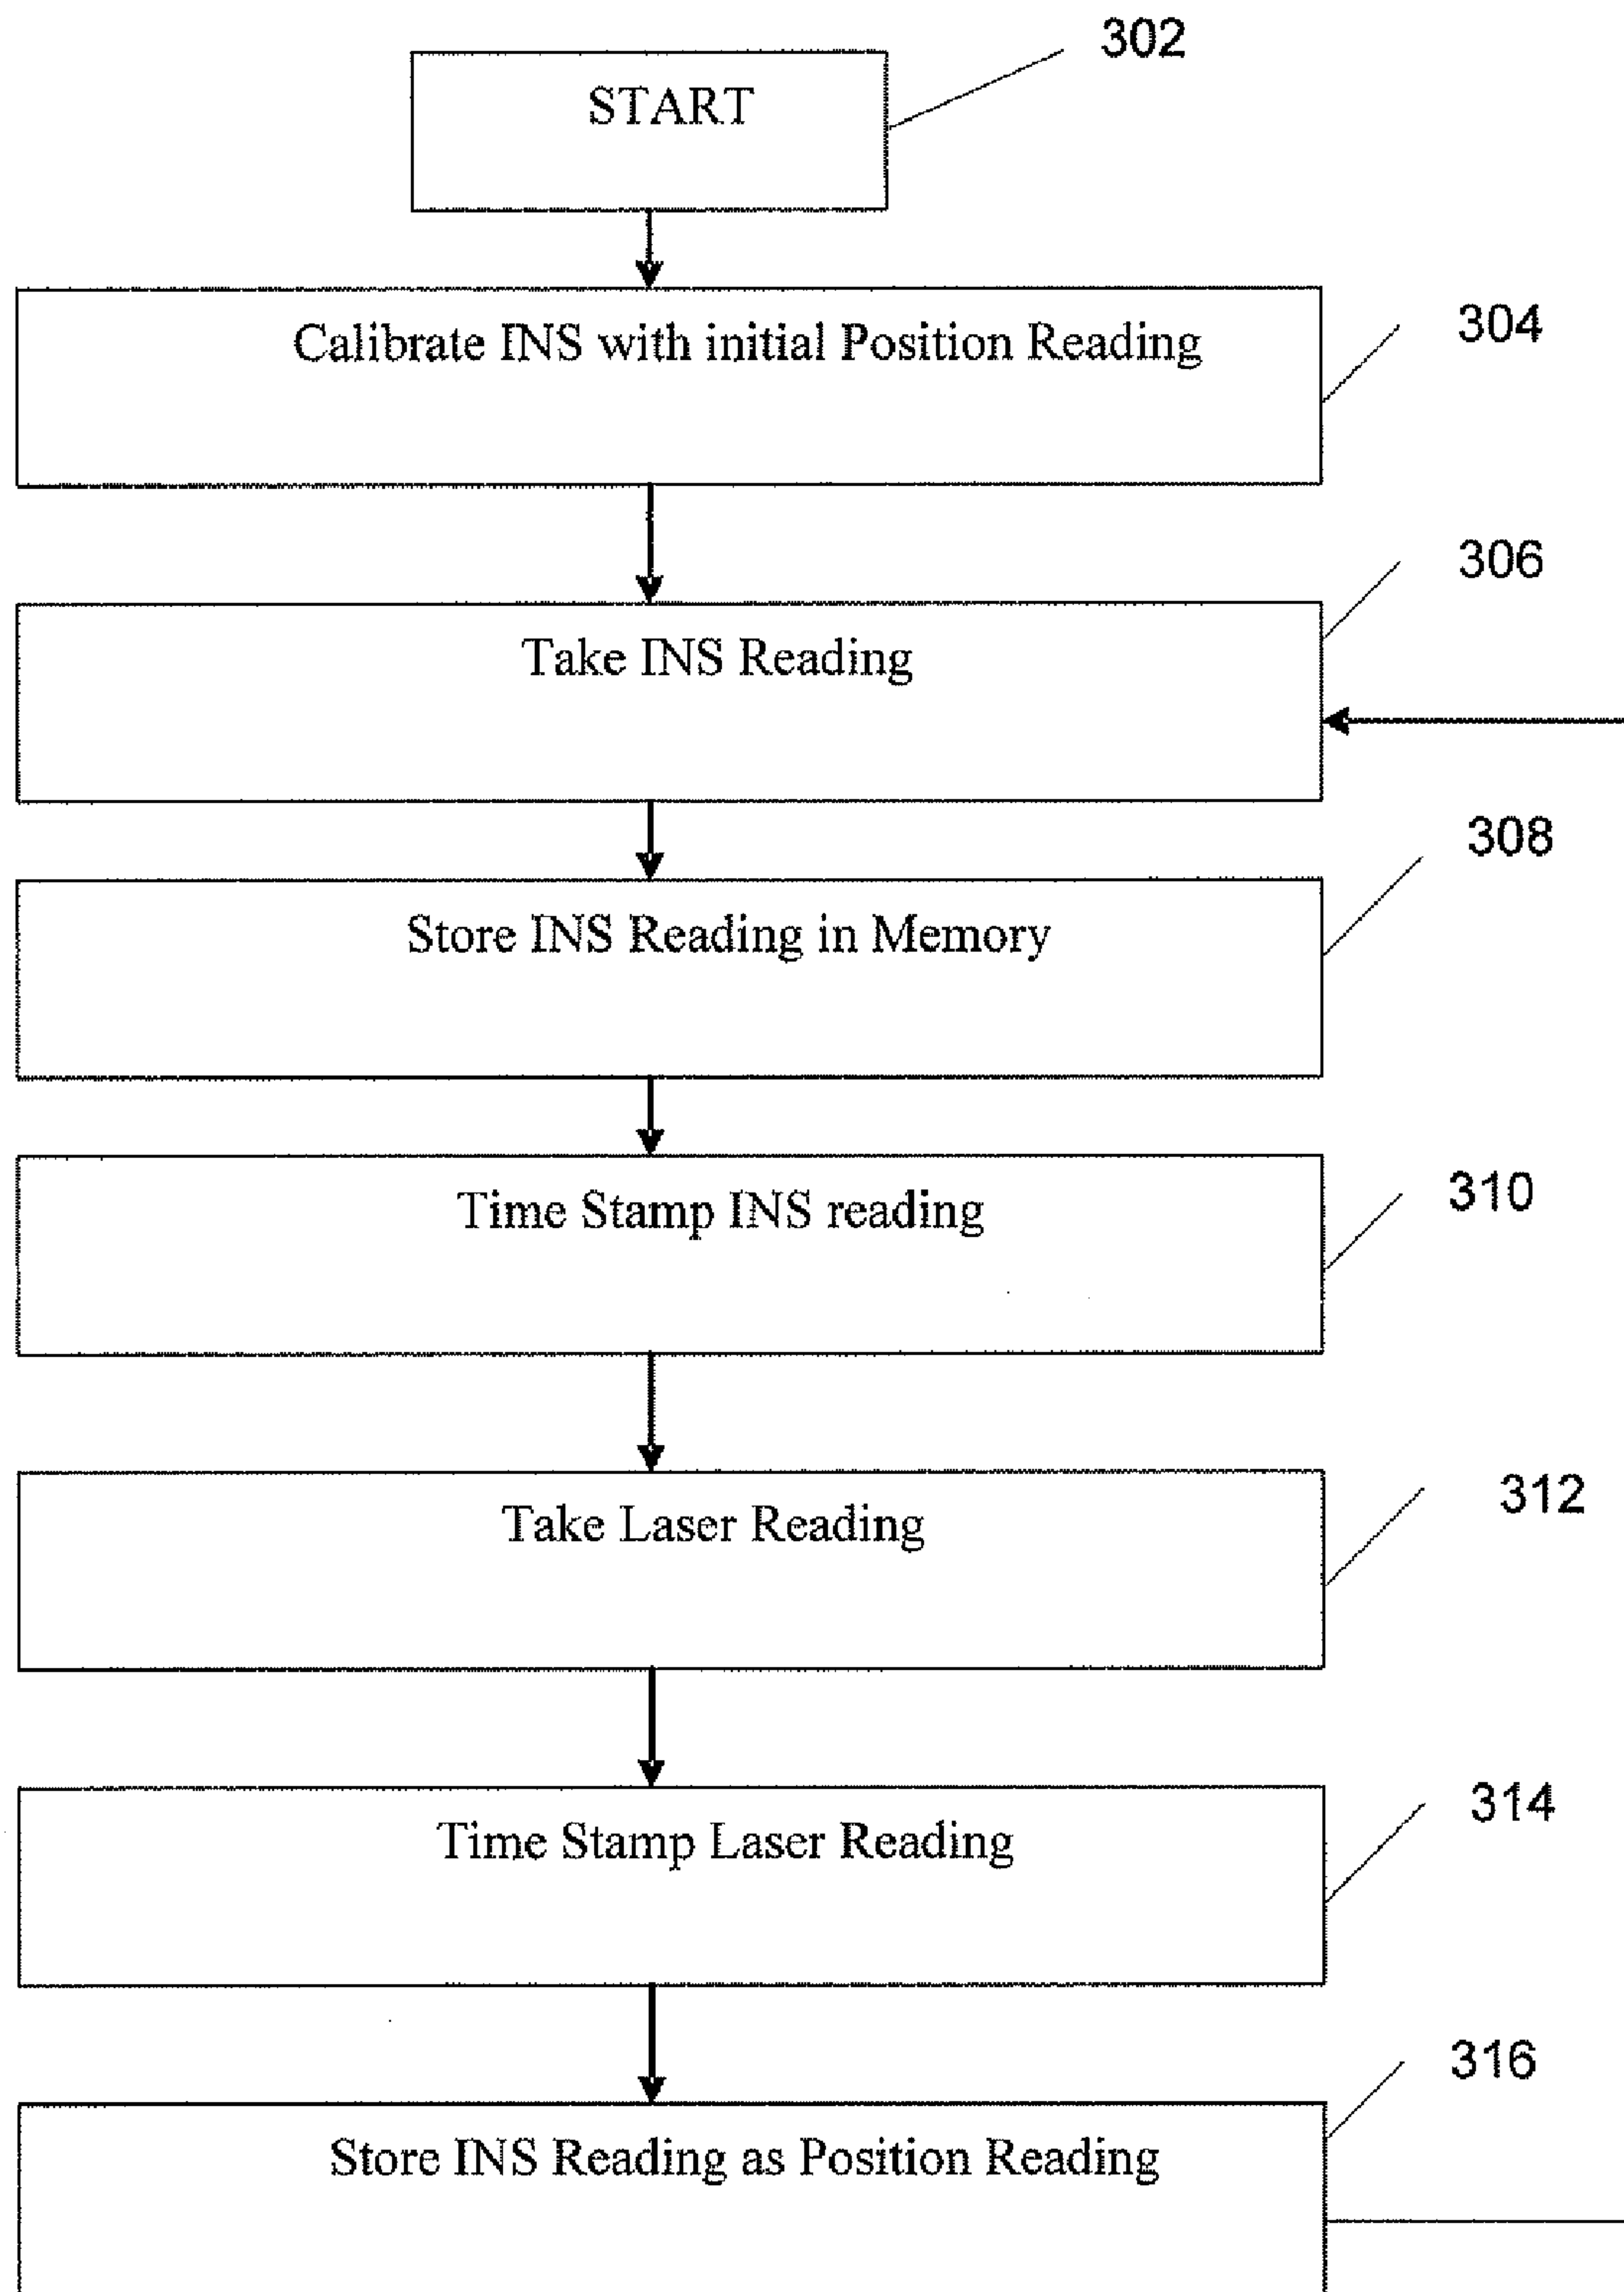 302
START
Calibrate INS with initial Position Reading
304
306
Take INS Reading
308
Store INS Reading in Memory
310
Time Stamp INS reading
312
Take Laser Reading
314
Time Stamp Laser Reading
316
Store INS Reading as Position Reading